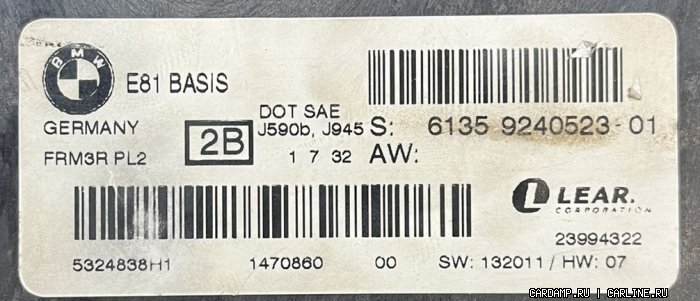 BMW
E81 BASIS
GERMANY
FRM3R PL2
2B
DOT SAE
J590b, J945
1 7 32
S: 6135 9240523-01
AW:
LEAR.
CORPORATION
23994322
5324838H1 1470860 00 SW: 132011 / HW: 07
CARDAMP.RU | CARLINE.RU